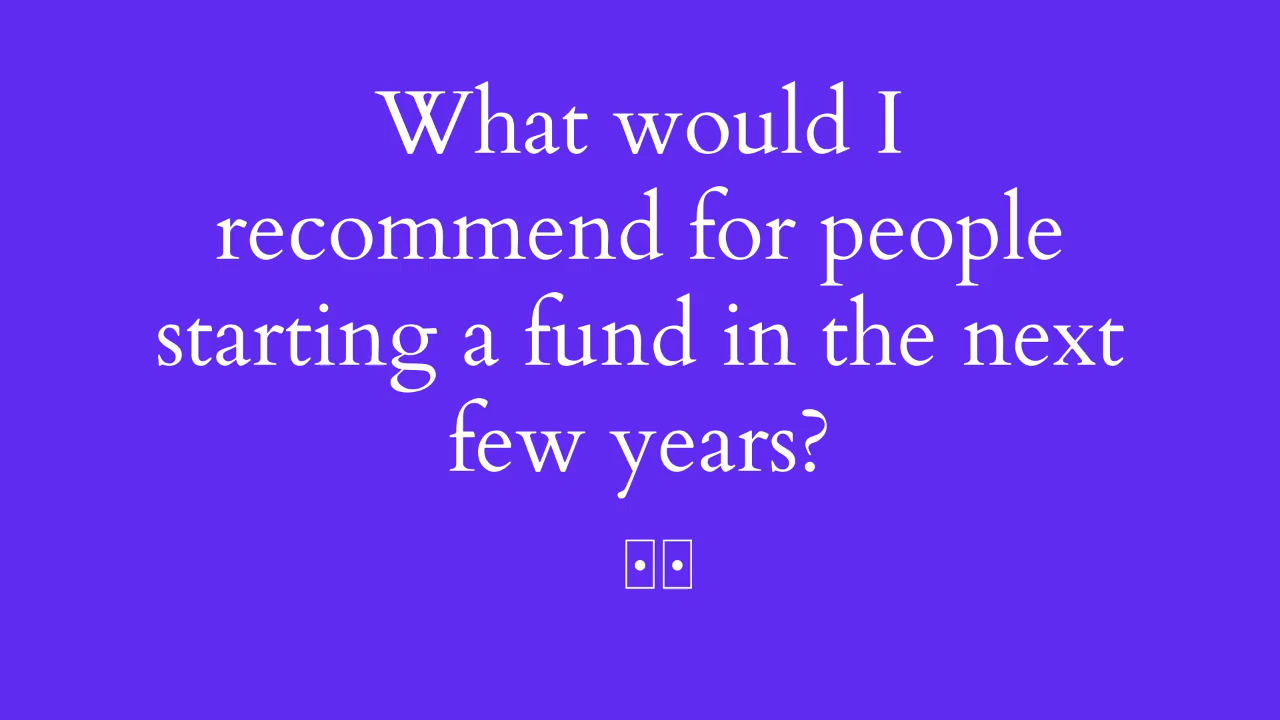 What would I
recommend for people
starting a fund in the next
few years?